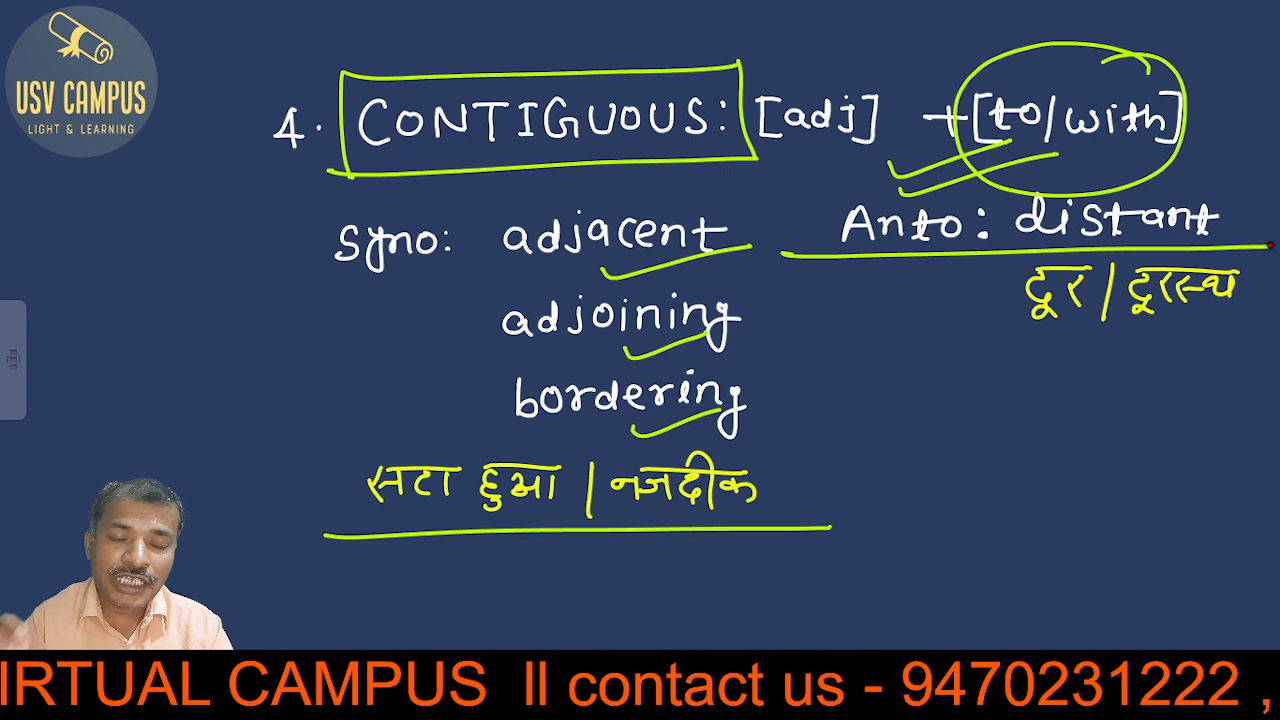 USV CAMPUS
LIGHT & LEARNING
4. CONTIGUOUS: [adj] +[to/with]
Syno: adjacent
Anto: distant
दूर / दूरस्थ
adjoining
bordering
सटा हुआ / नजदीक
IRTUAL CAMPUS ll contact us - 9470231222 ,